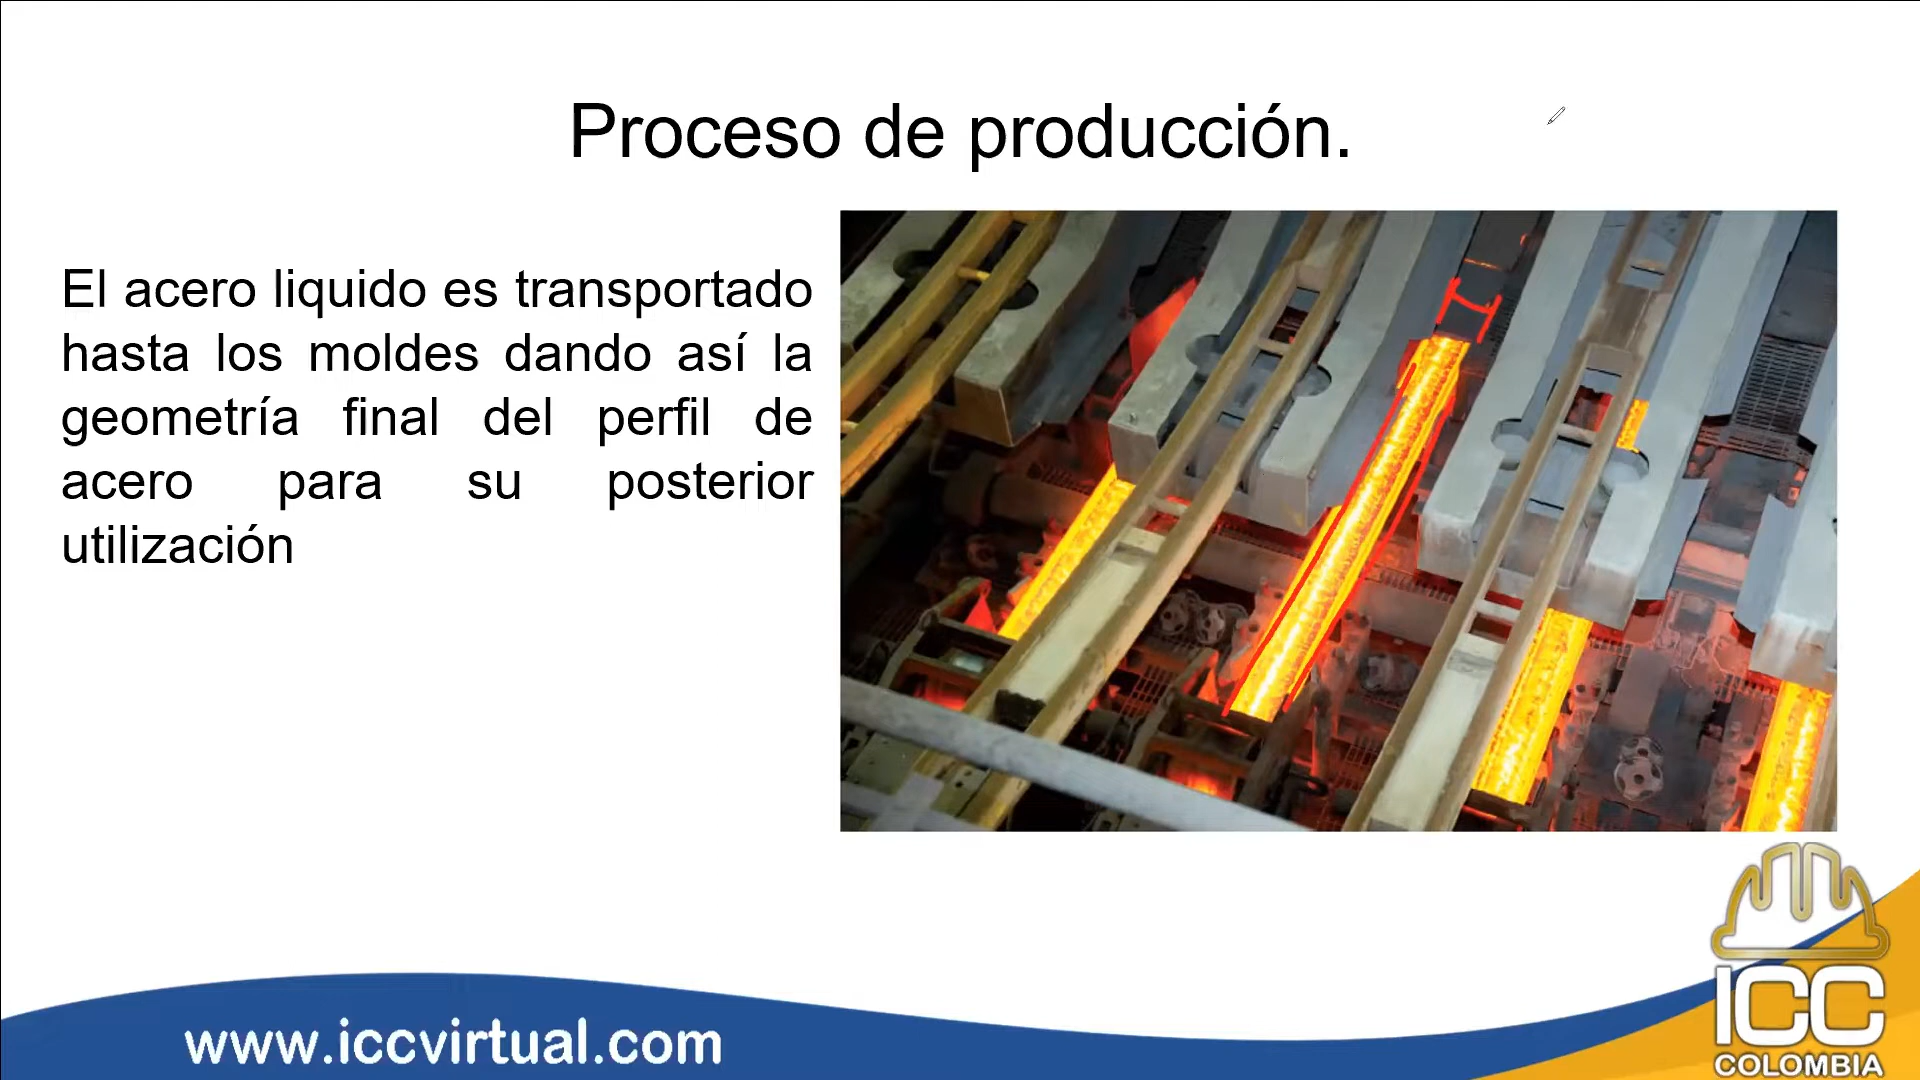 Proceso de producción.
El acero liquido es transportado
hasta los moldes dando así la
geometría final del perfil de
acero para su posterior
utilización
www.iccvirtual.com
ICC
COLOMBIA